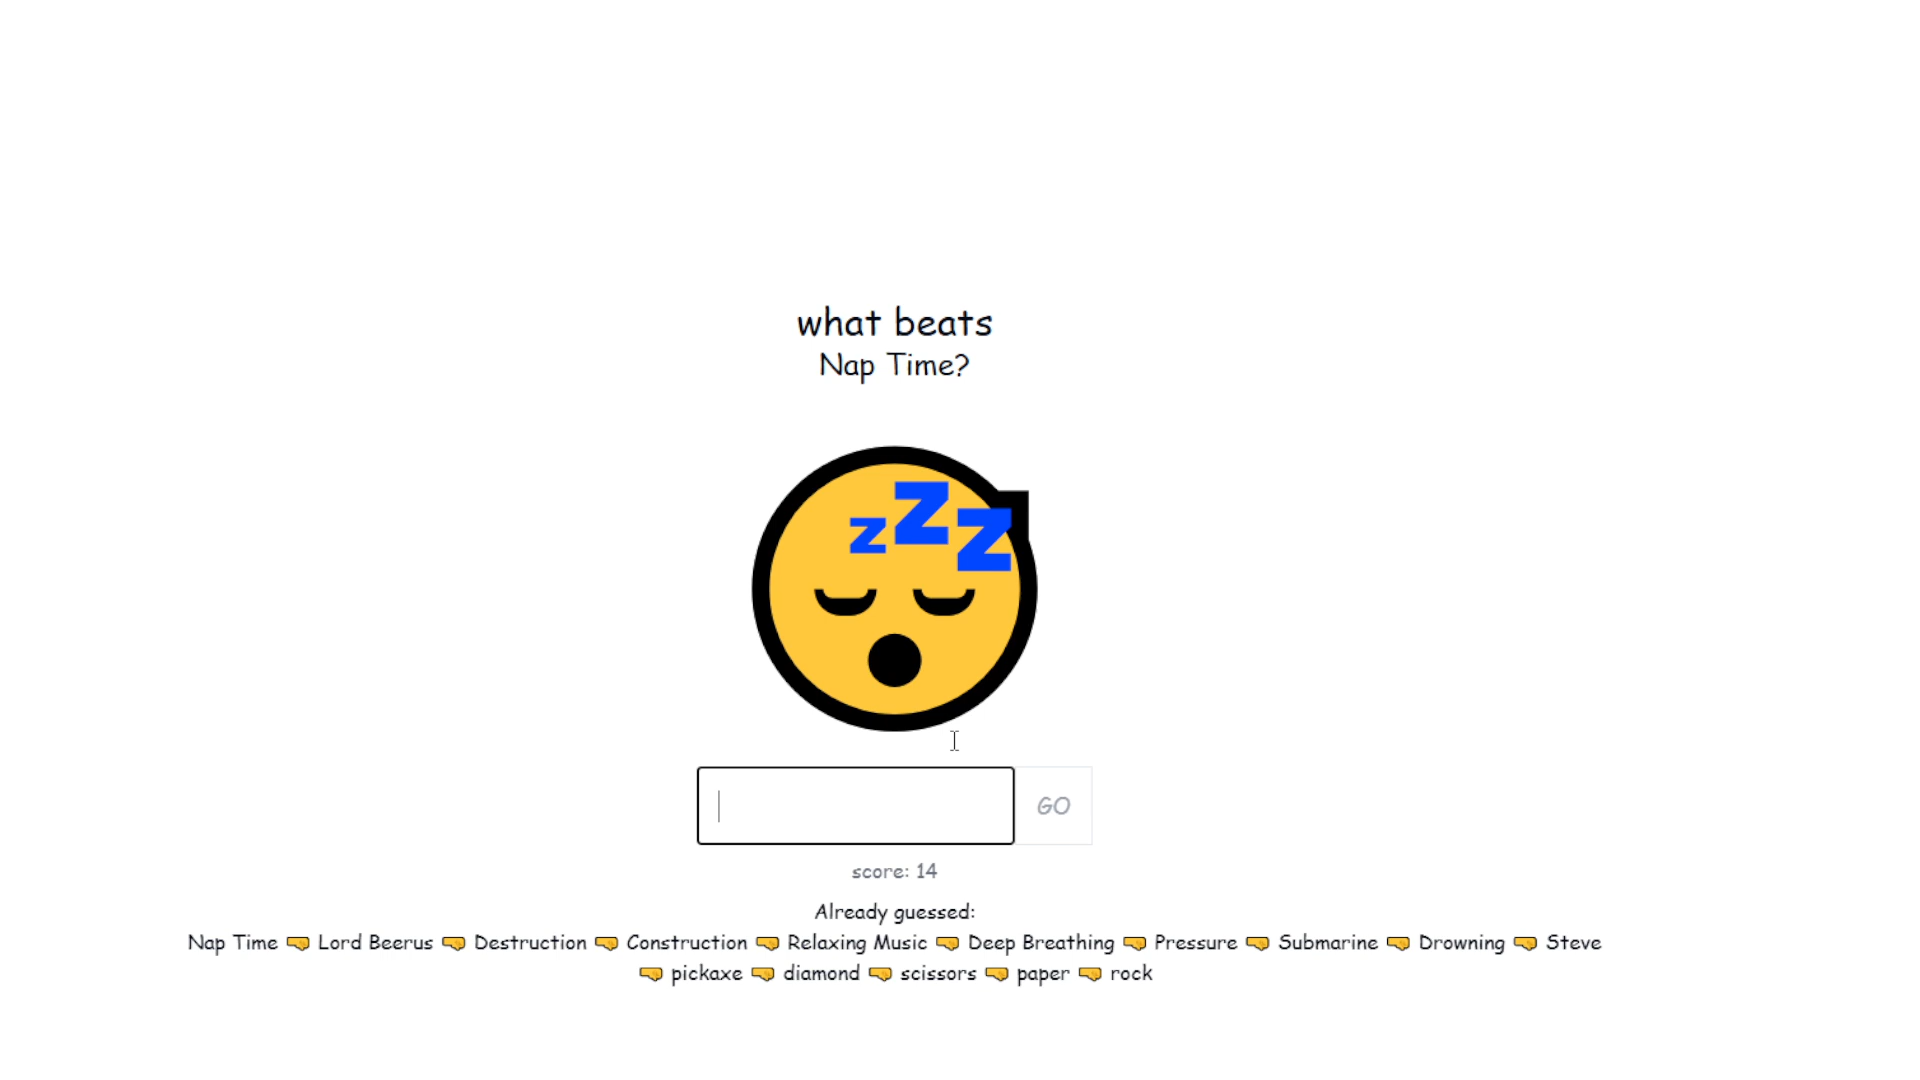 what beats
Nap Time?
z Z Z
GO
score: 14
Already guessed:
Nap Time 🤜 Lord Beerus 🤜 Destruction 🤜 Construction 🤜 Relaxing Music 🤜 Deep Breathing 🤜 Pressure 🤜 Submarine 🤜 Drowning 🤜 Steve
🤜 pickaxe 🤜 diamond 🤜 scissors 🤜 paper 🤜 rock